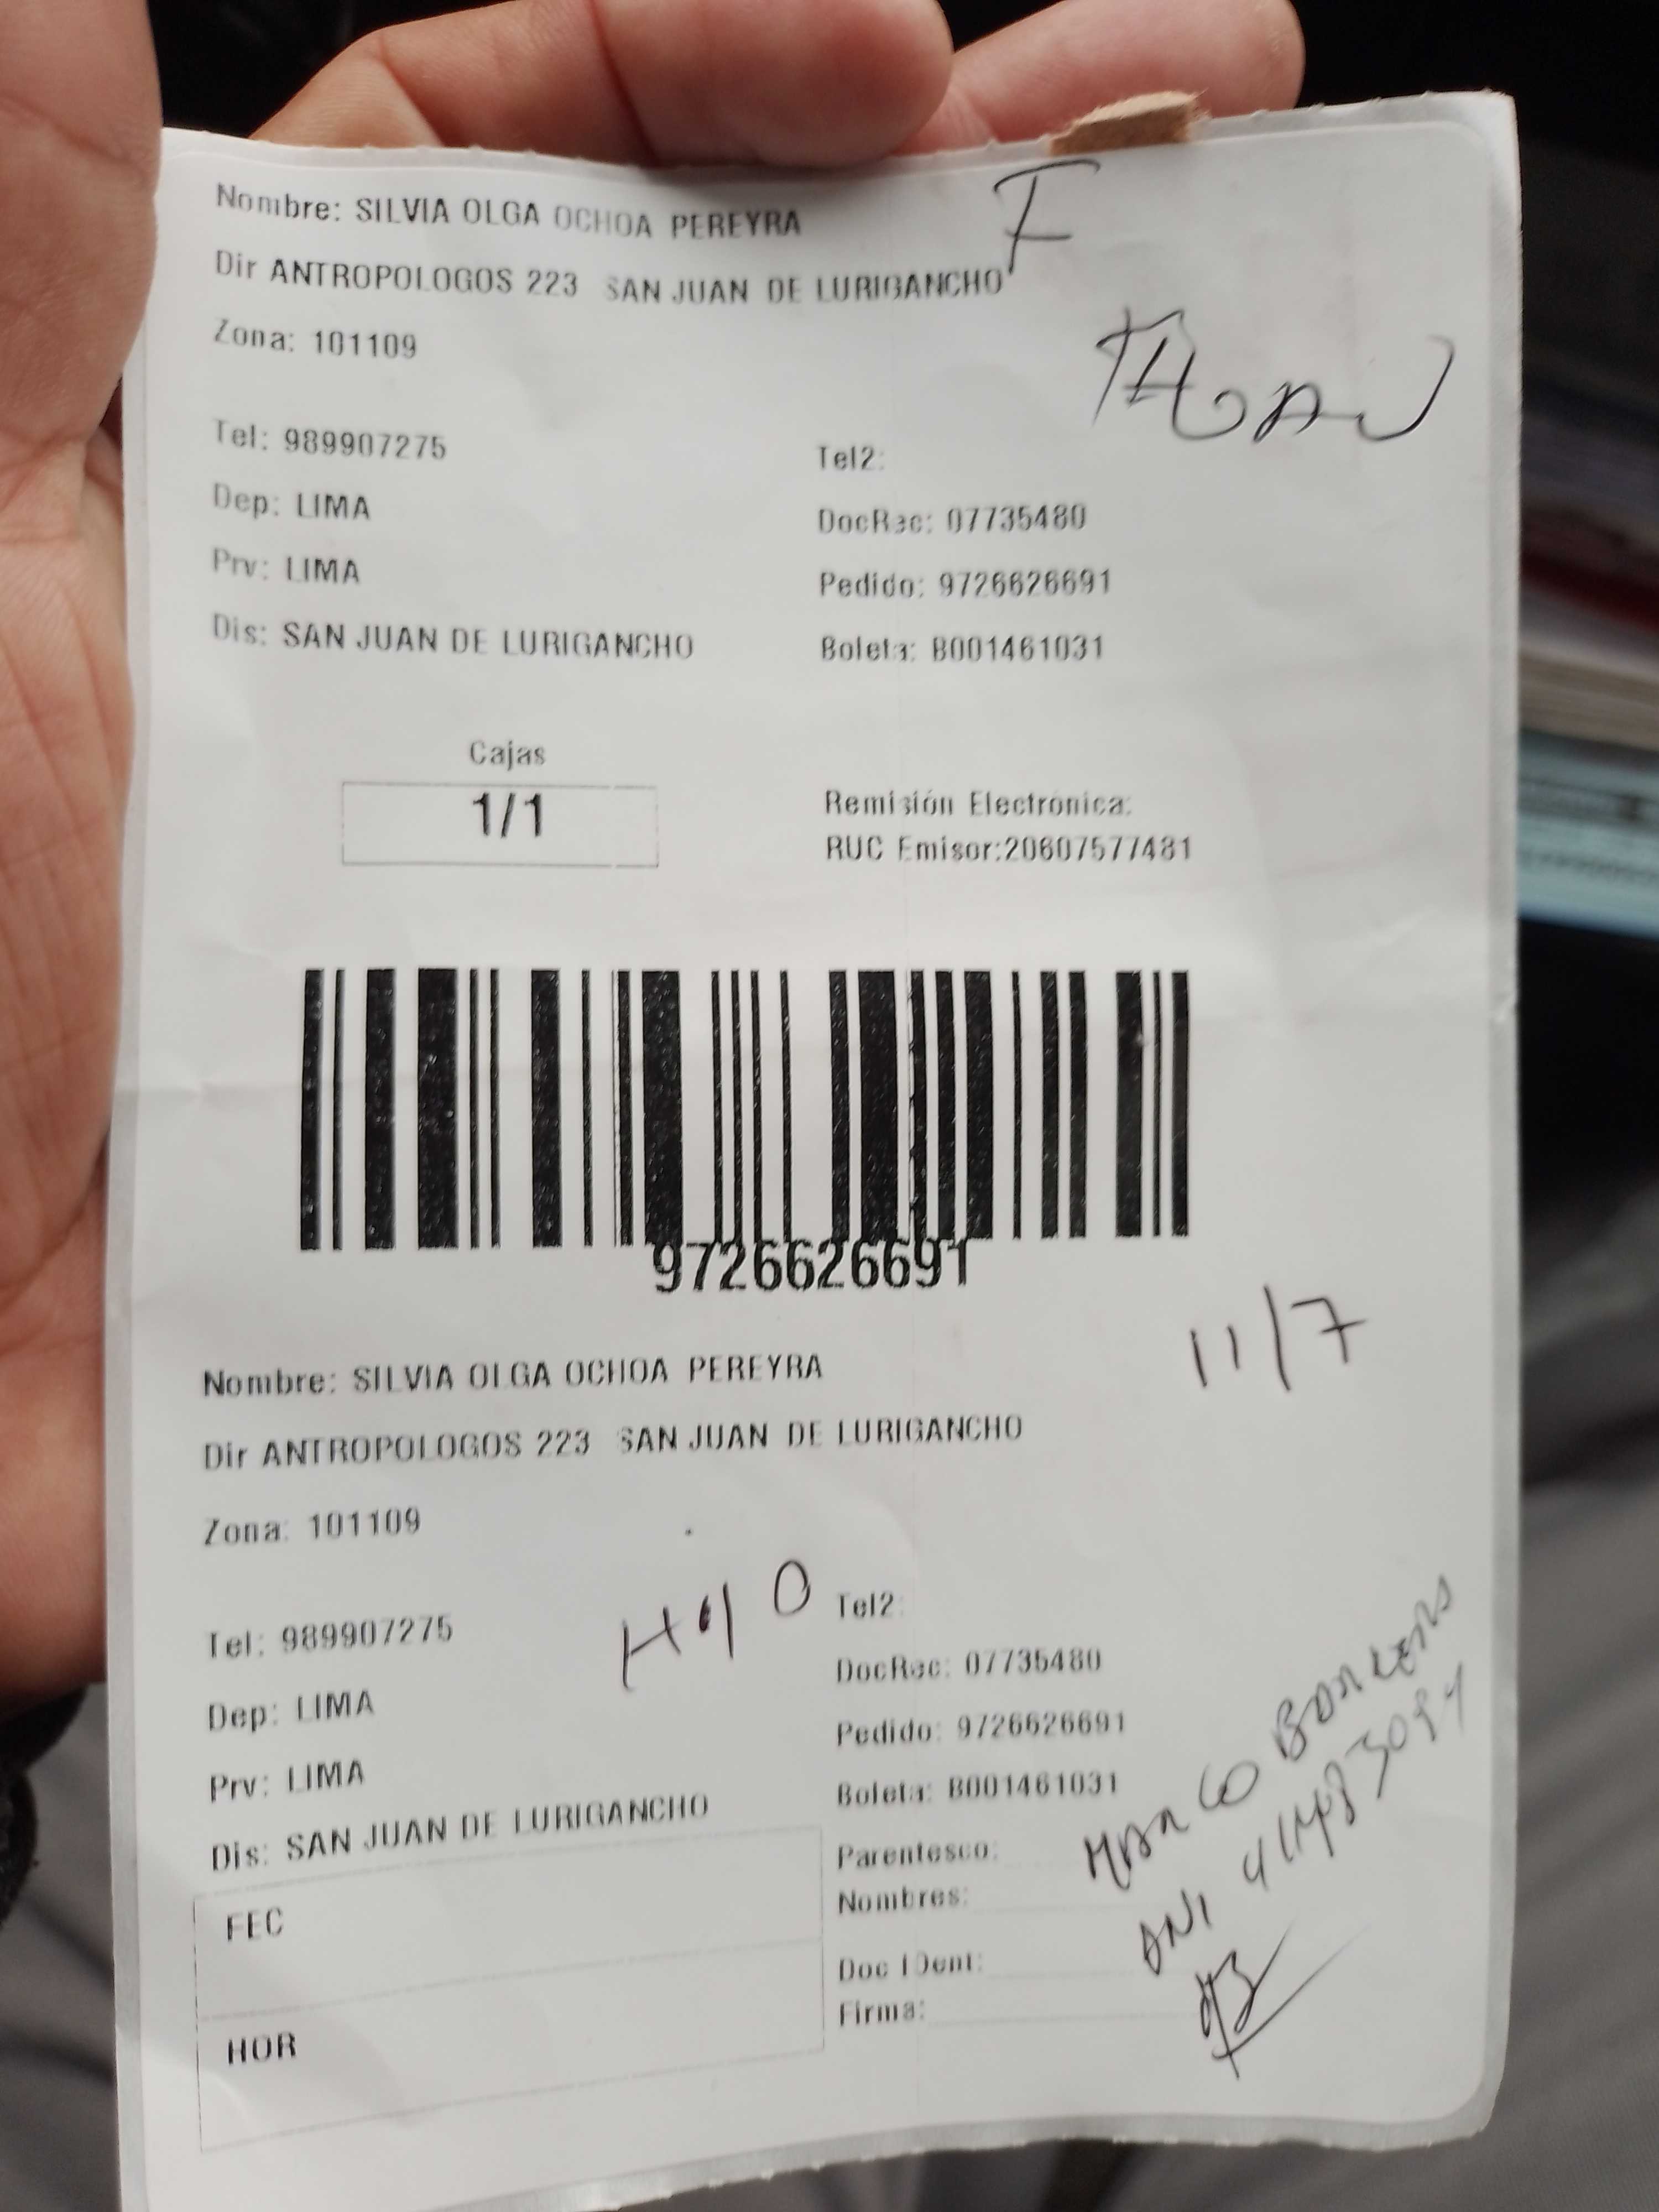 Nombre: SILVIA OLGA OCHOA PEREYRA
F
Dir ANTROPOLOGOS 223 SAN JUAN DE LURIGANCHO
Zona: 101109
Tel: 989907275
Tel2:
Dep: LIMA
DocRec: 07735480
Prv: LIMA
Pedido: 9726626691
Dis: SAN JUAN DE LURIGANCHO
Boleta: B001461031
Cajas
1/1
Remisión Electrónica:
RUC Emisor:20607577481
9726626691
11/7
Nombre: SILVIA OLGA OCHOA PEREYRA
Dir ANTROPOLOGOS 223 SAN JUAN DE LURIGANCHO
Zona: 101109
Tel: 989907275
Tel2:
Dep: LIMA
DocRec: 07735480
Prv: LIMA
Pedido: 9726626691
Dis: SAN JUAN DE LURIGANCHO
Boleta: B001461031
Parentesco:
Nombres:
Doc IDent:
Firma:
MARCO
DNI
FEC
HOR